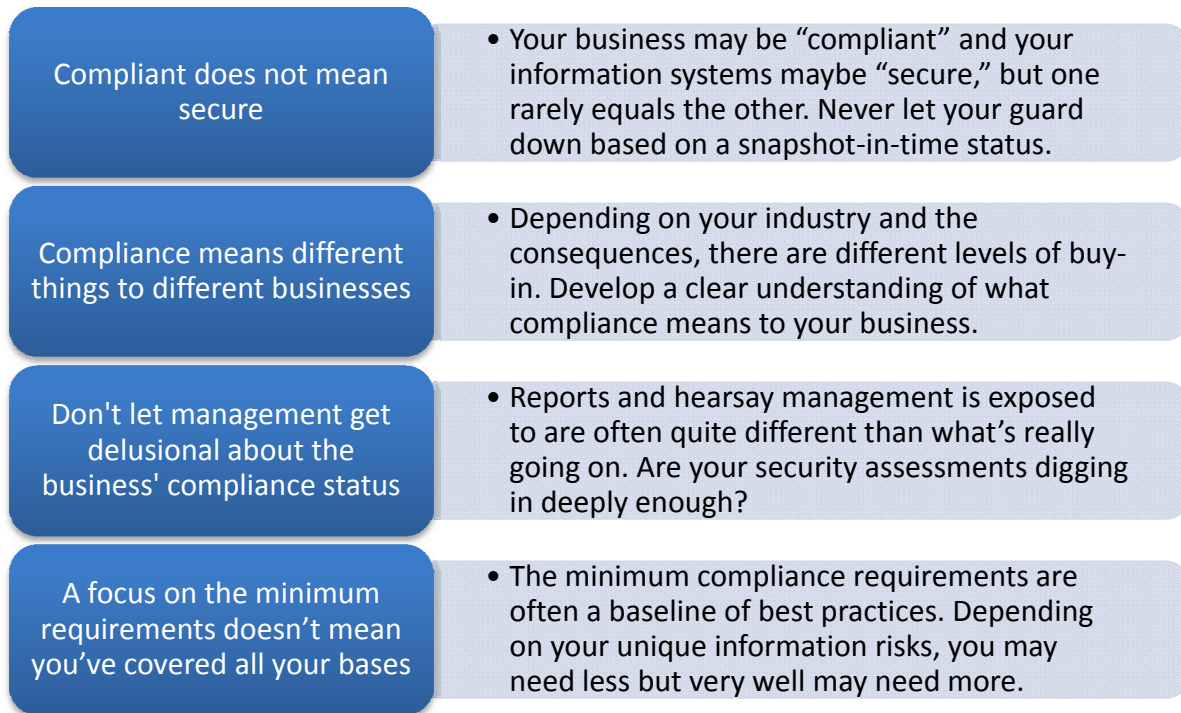 Compliant does not mean
secure
• Your business may be “compliant” and your
information systems maybe “secure,” but one
rarely equals the other. Never let your guard
down based on a snapshot-in-time status.
Compliance means different
things to different businesses
• Depending on your industry and the
consequences, there are different levels of buy-
in. Develop a clear understanding of what
compliance means to your business.
Don't let management get
delusional about the
business' compliance status
• Reports and hearsay management is exposed
to are often quite different than what’s really
going on. Are your security assessments digging
in deeply enough?
A focus on the minimum
requirements doesn’t mean
you’ve covered all your bases
• The minimum compliance requirements are
often a baseline of best practices. Depending
on your unique information risks, you may
need less but very well may need more.